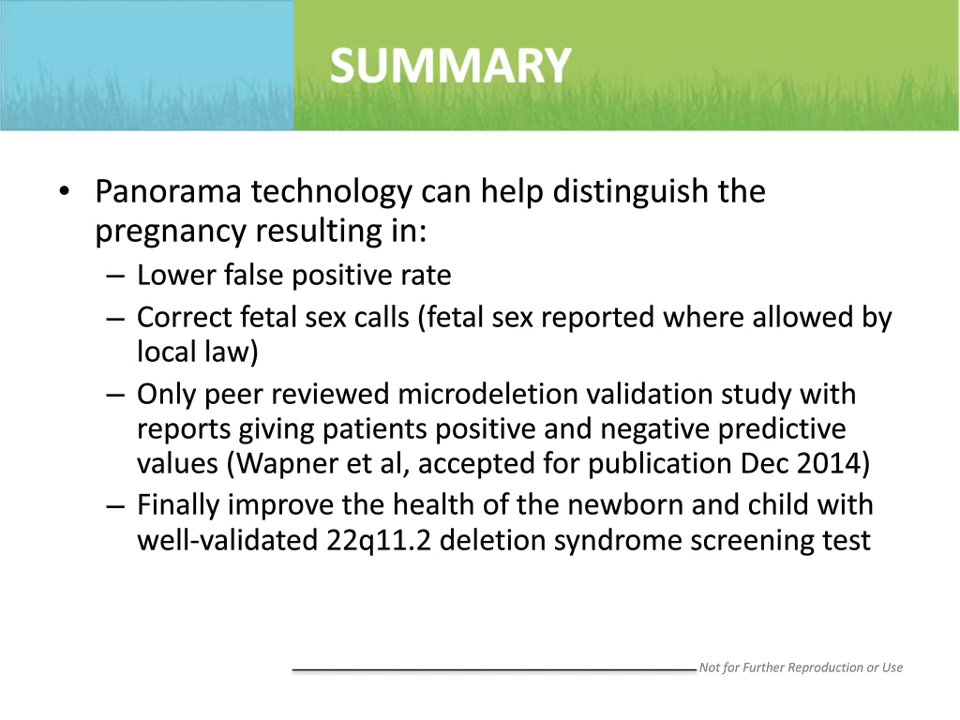 SUMMARY
• Panorama technology can help distinguish the
pregnancy resulting in:
– Lower false positive rate
– Correct fetal sex calls (fetal sex reported where allowed by
local law)
– Only peer reviewed microdeletion validation study with
reports giving patients positive and negative predictive
values (Wapner et al, accepted for publication Dec 2014)
– Finally improve the health of the newborn and child with
well-validated 22q11.2 deletion syndrome screening test
Not for Further Reproduction or Use